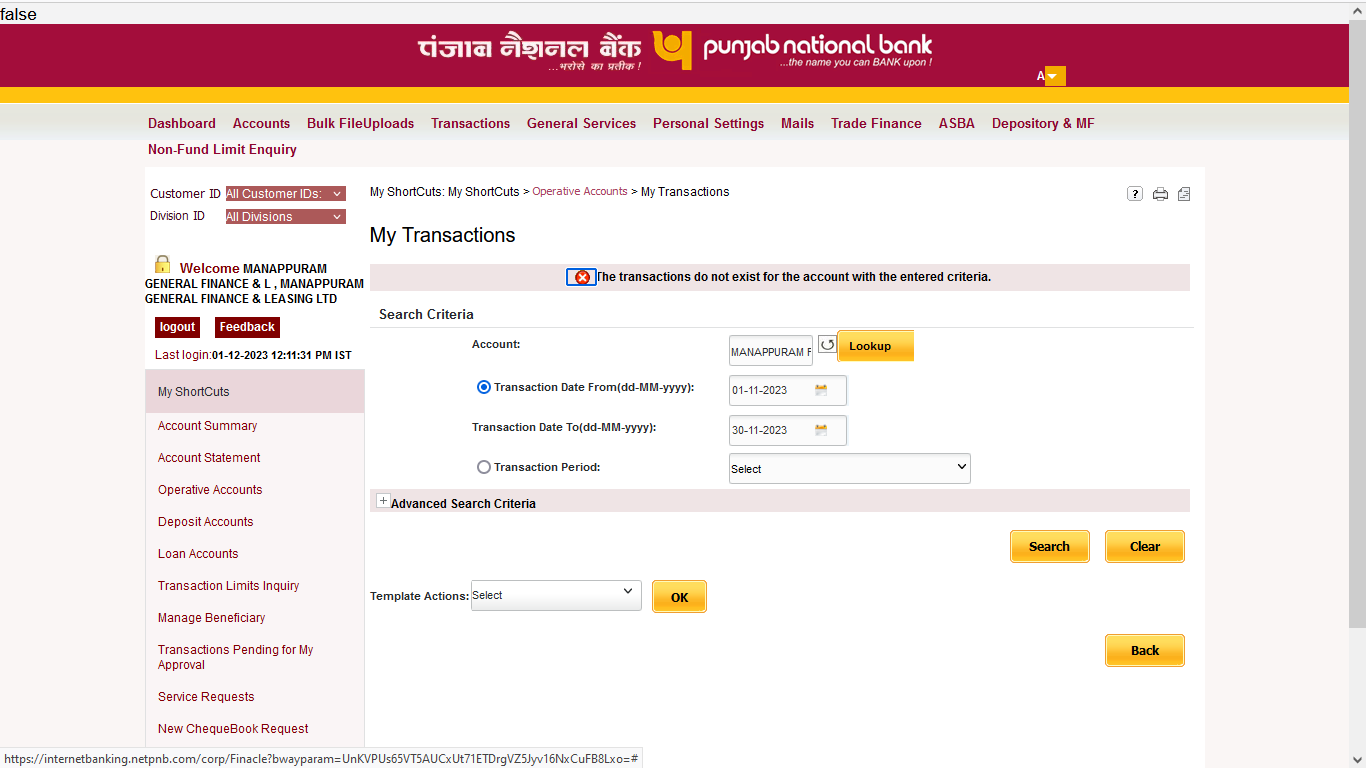 false
पंजाब नैशनल बैंक
...भरोसे का प्रतीक !
punjab national bank
...the name you can BANK upon !
A
Dashboard Accounts Bulk FileUploads Transactions General Services Personal Settings Mails Trade Finance ASBA Depository & MF
Non-Fund Limit Enquiry
Customer ID All Customer IDs:
Division ID All Divisions
My ShortCuts: My ShortCuts > Operative Accounts > My Transactions
?
My Transactions
Welcome MANAPPURAM
GENERAL FINANCE & L , MANAPPURAM
GENERAL FINANCE & LEASING LTD
logout Feedback
Last login:01-12-2023 12:11:31 PM IST
The transactions do not exist for the account with the entered criteria.
Search Criteria
Account: MANAPPURAM F Lookup
Transaction Date From(dd-MM-yyyy): 01-11-2023
Transaction Date To(dd-MM-yyyy): 30-11-2023
Transaction Period: Select
+ Advanced Search Criteria
Search Clear
Template Actions: Select OK
Back
My ShortCuts
Account Summary
Account Statement
Operative Accounts
Deposit Accounts
Loan Accounts
Transaction Limits Inquiry
Manage Beneficiary
Transactions Pending for My
Approval
Service Requests
New ChequeBook Request
https://internetbanking.netpnb.com/corp/Finacle?bwayparam=UnKVPUs65VT5AUCxUt71ETDrgVZ5Jyv16NxCuFB8Lxo=#